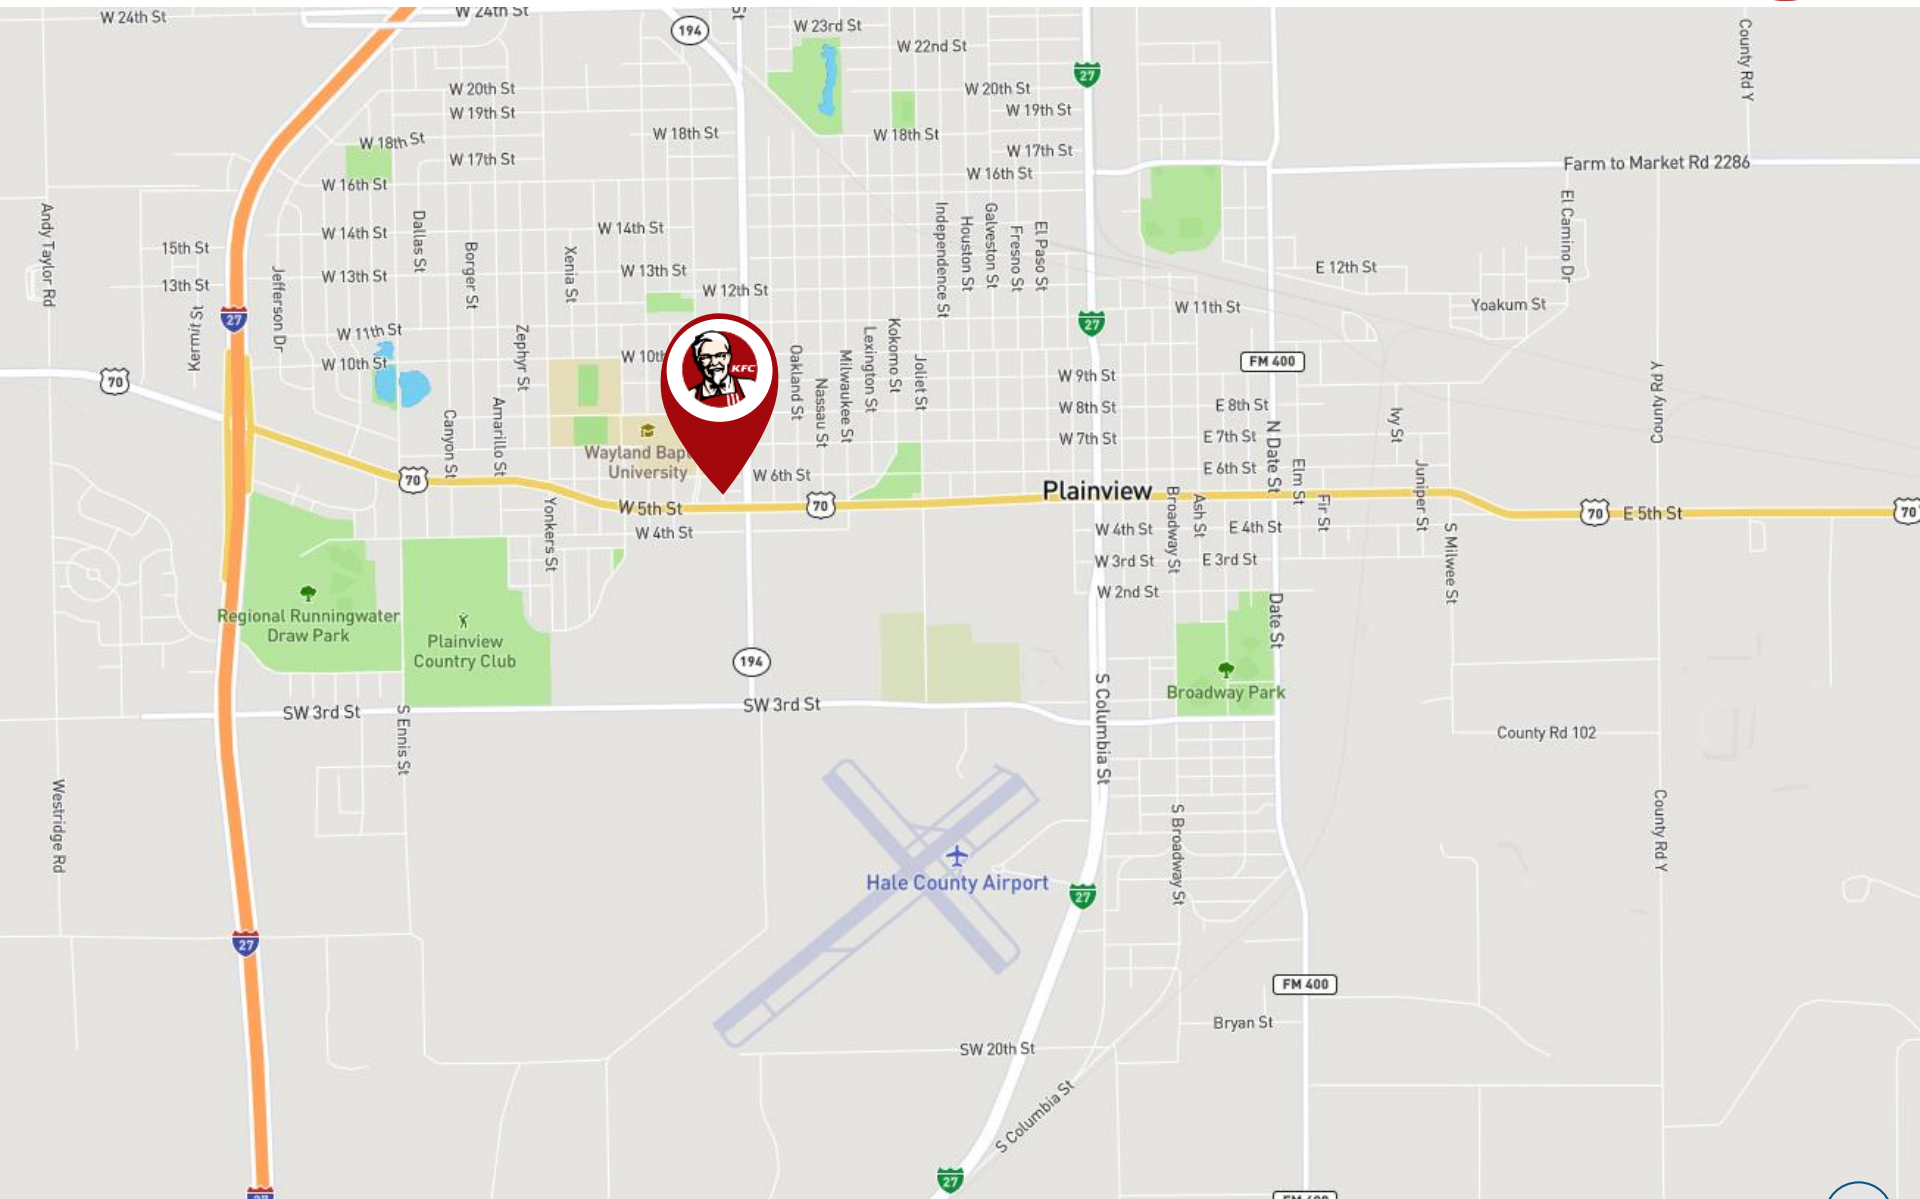 W 24th St
W 24th St
194
St
W 23rd St
W 22nd St
27
County Rd Y
W 20th St
W 20th St
W 19th St
W 19th St
W 18th St
W 18th St
W 18th St
W 17th St
W 17th St
Farm to Market Rd 2286
W 16th St
W 16th St
Andy Taylor Rd
Dallas St
Borger St
Xenia St
W 14th St
W 14th St
Independence St
Houston St
Galveston St
Fresno St
El Paso St
El Camino Dr
15th St
13th St
Jefferson Dr
W 13th St
W 13th St
W 12th St
E 12th St
Yoakum St
W 11th St
Kermit St
27
27
W 11th St
W 10th St
Zephyr St
W 10th
KFC
Oakland St
Nassau St
Milwaukee St
Lexington St
Kokomo St
Joliet St
FM 400
W 9th St
W 8th St
W 7th St
E 8th St
E 7th St
E 6th St
N Date St
Elm St
Fir St
Ivy St
Juniper St
County Rd Y
70
Canyon St
Amarillo St
Wayland Bap
University
W 6th St
70
Yonkers St
W 5th St
70
Plainview
70
E 5th St
70
W 4th St
W 4th St
Broadway St
Ash St
E 4th St
W 3rd St
E 3rd St
W 2nd St
S Milwee St
Date St
Regional Runningwater
Draw Park
Plainview
Country Club
194
Broadway Park
SW 3rd St
S Ennis St
SW 3rd St
S Columbia St
County Rd 102
Westridge Rd
S Broadway St
County Rd Y
Hale County Airport
27
27
FM 400
Bryan St
SW 20th St
S Columbia St
27
27
FM 400